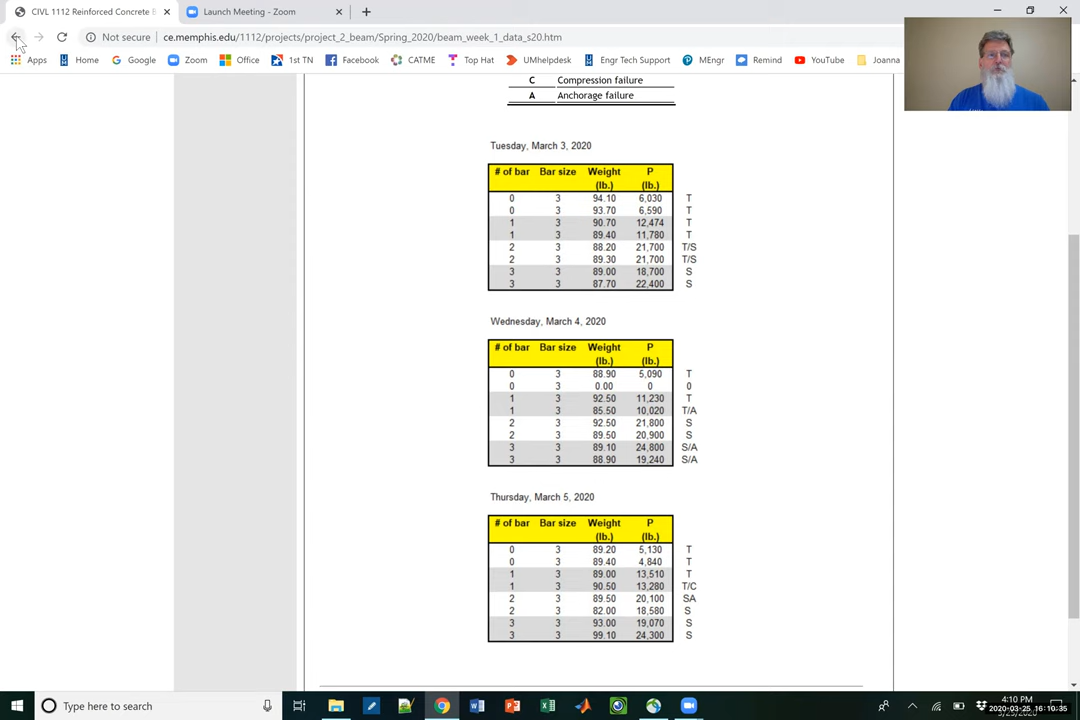 CIVL 1112 Reinforced Concrete
Launch Meeting - Zoom
Not secure
ce.memphis.edu/1112/projects/project_2_beam/Spring_2020/beam_week_1_data_s20.htm
Apps Home Google Zoom Office 1st TN Facebook CATME Top Hat UMhelpdesk Engr Tech Support MEngr Remind YouTube Joanna
C Compression failure
A Anchorage failure
Tuesday, March 3, 2020
# of bar Bar size Weight P
(lb.) (lb.)
0 3 94.10 6,030 T
0 3 93.70 6,590 T
1 3 90.70 12,474 T
1 3 89.40 11,780 T
2 3 88.20 21,700 T/S
2 3 89.30 21,700 T/S
3 3 89.00 18,700 S
3 3 87.70 22,400 S
Wednesday, March 4, 2020
# of bar Bar size Weight P
(lb.) (lb.)
0 3 88.90 5,090 T
0 3 0.00 0 0
1 3 92.50 11,230 T
1 3 85.50 10,020 T/A
2 3 92.50 21,800 S
2 3 89.50 20,900 S
3 3 89.10 24,800 S/A
3 3 88.90 19,240 S/A
Thursday, March 5, 2020
# of bar Bar size Weight P
(lb.) (lb.)
0 3 89.20 5,130 T
0 3 89.40 4,840 T
1 3 89.00 13,510 T
1 3 90.50 13,280 T/C
2 3 89.50 20,100 SA
2 3 82.00 18,580 S
3 3 93.00 19,070 S
3 3 99.10 24,300 S
Type here to search
4:10 PM
2020-03-25 16:10:35